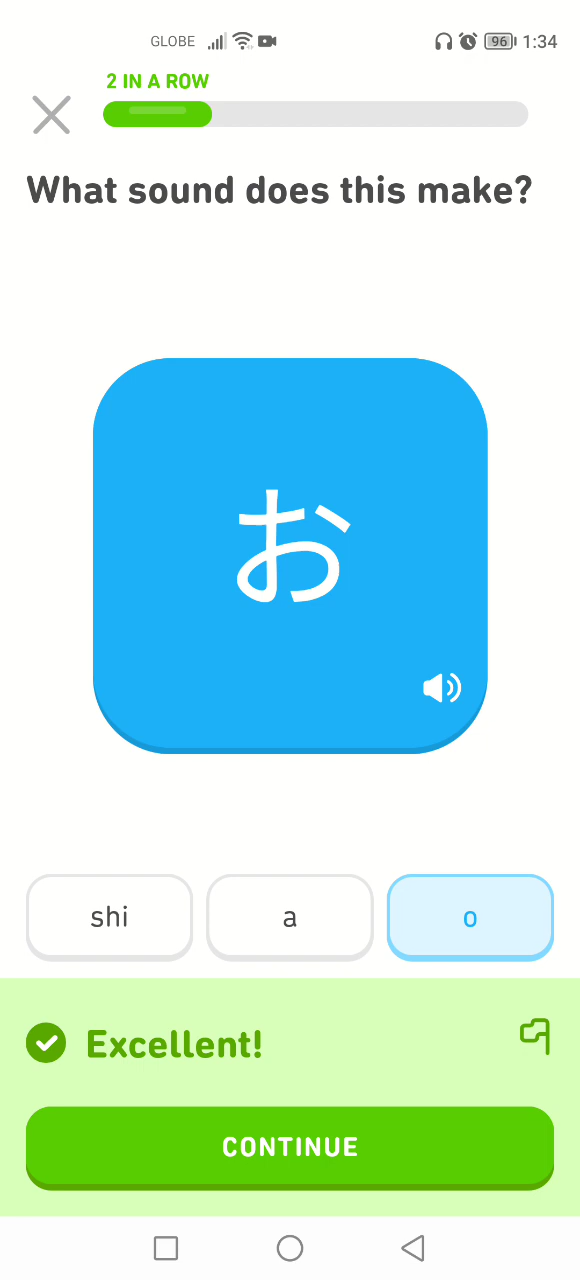 GLOBE 96 1:34
2 IN A ROW
What sound does this make?
お
shi a o
Excellent!
CONTINUE